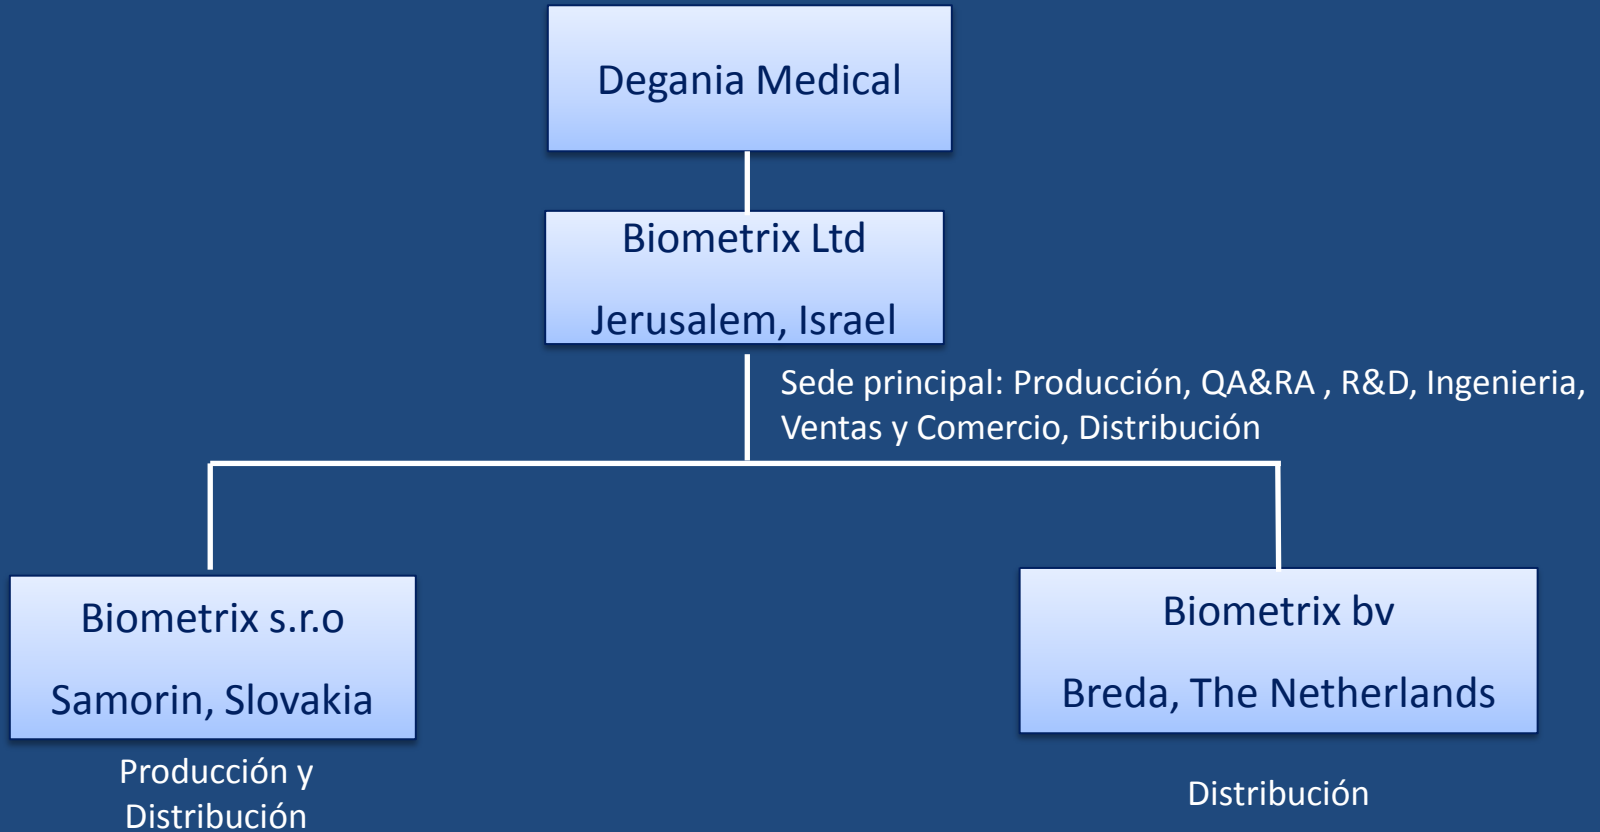 Degania Medical
Biometrix Ltd
Jerusalem, Israel
Sede principal: Producción, QA&RA , R&D, Ingenieria,
Ventas y Comercio, Distribución
Biometrix s.r.o
Samorin, Slovakia
Producción y
Distribución
Biometrix bv
Breda, The Netherlands
Distribución